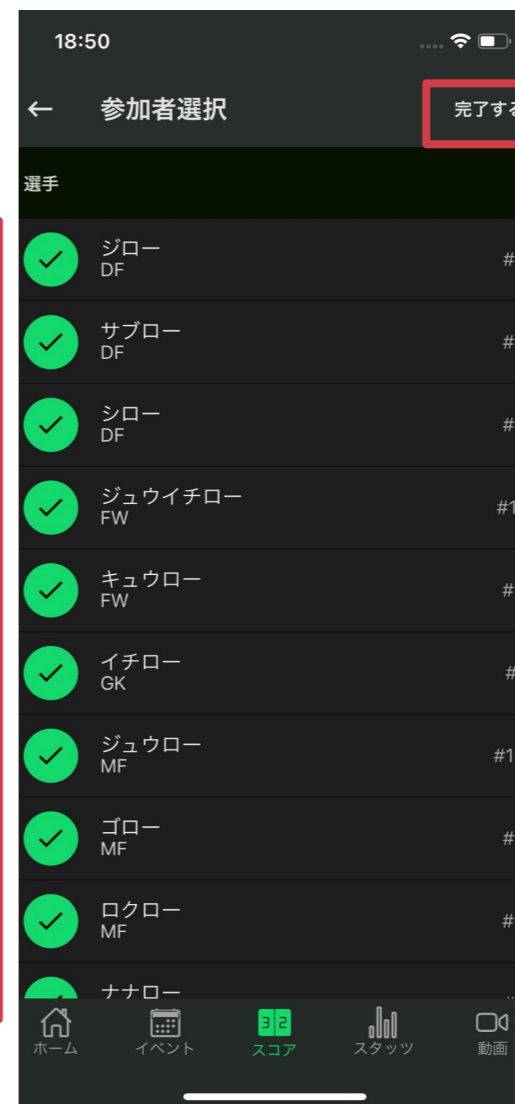 18:50
参加者選択
完了する
選手
ジロー
DF
#
サブロー
DF
#
シロー
DF
#
ジュウイチロー
FW
#1
キュウロー
FW
#
イチロー
GK
#
ジュウロー
MF
#1
ゴロー
MF
#
ロクロー
MF
#
ナナロー
ホーム
イベント
32
スコア
スタッツ
動画